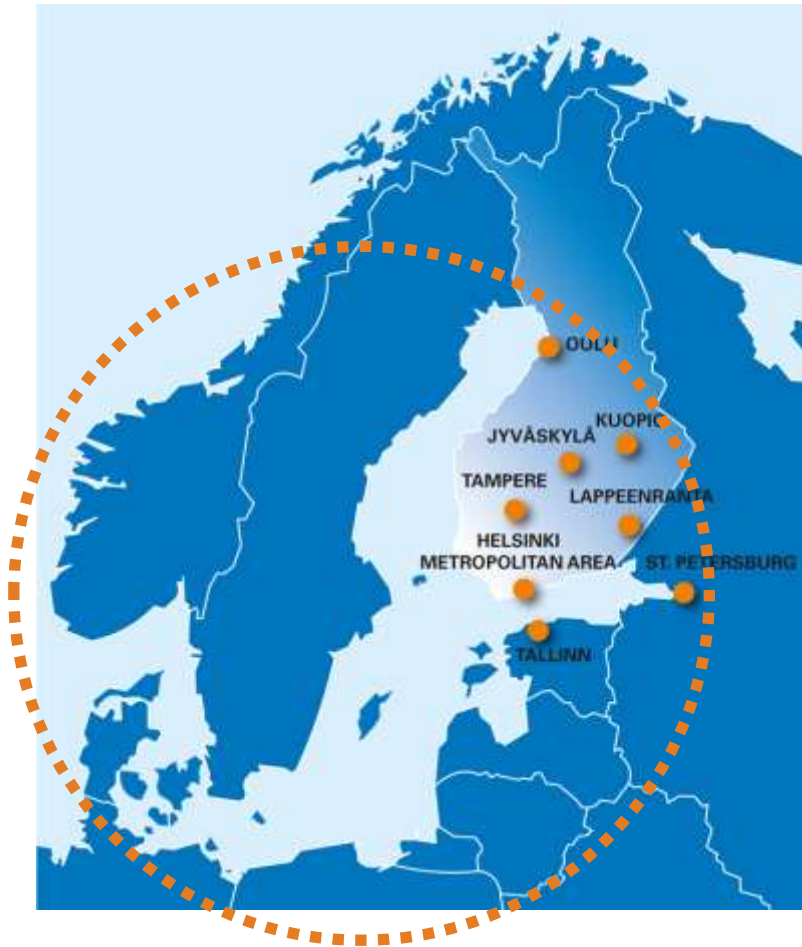 OULU
KUOPIO
JYVÄSKYLÄ
TAMPERE
LAPPEENRANTA
HELSINKI
METROPOLITAN AREA
ST. PETERSBURG
TALLINN